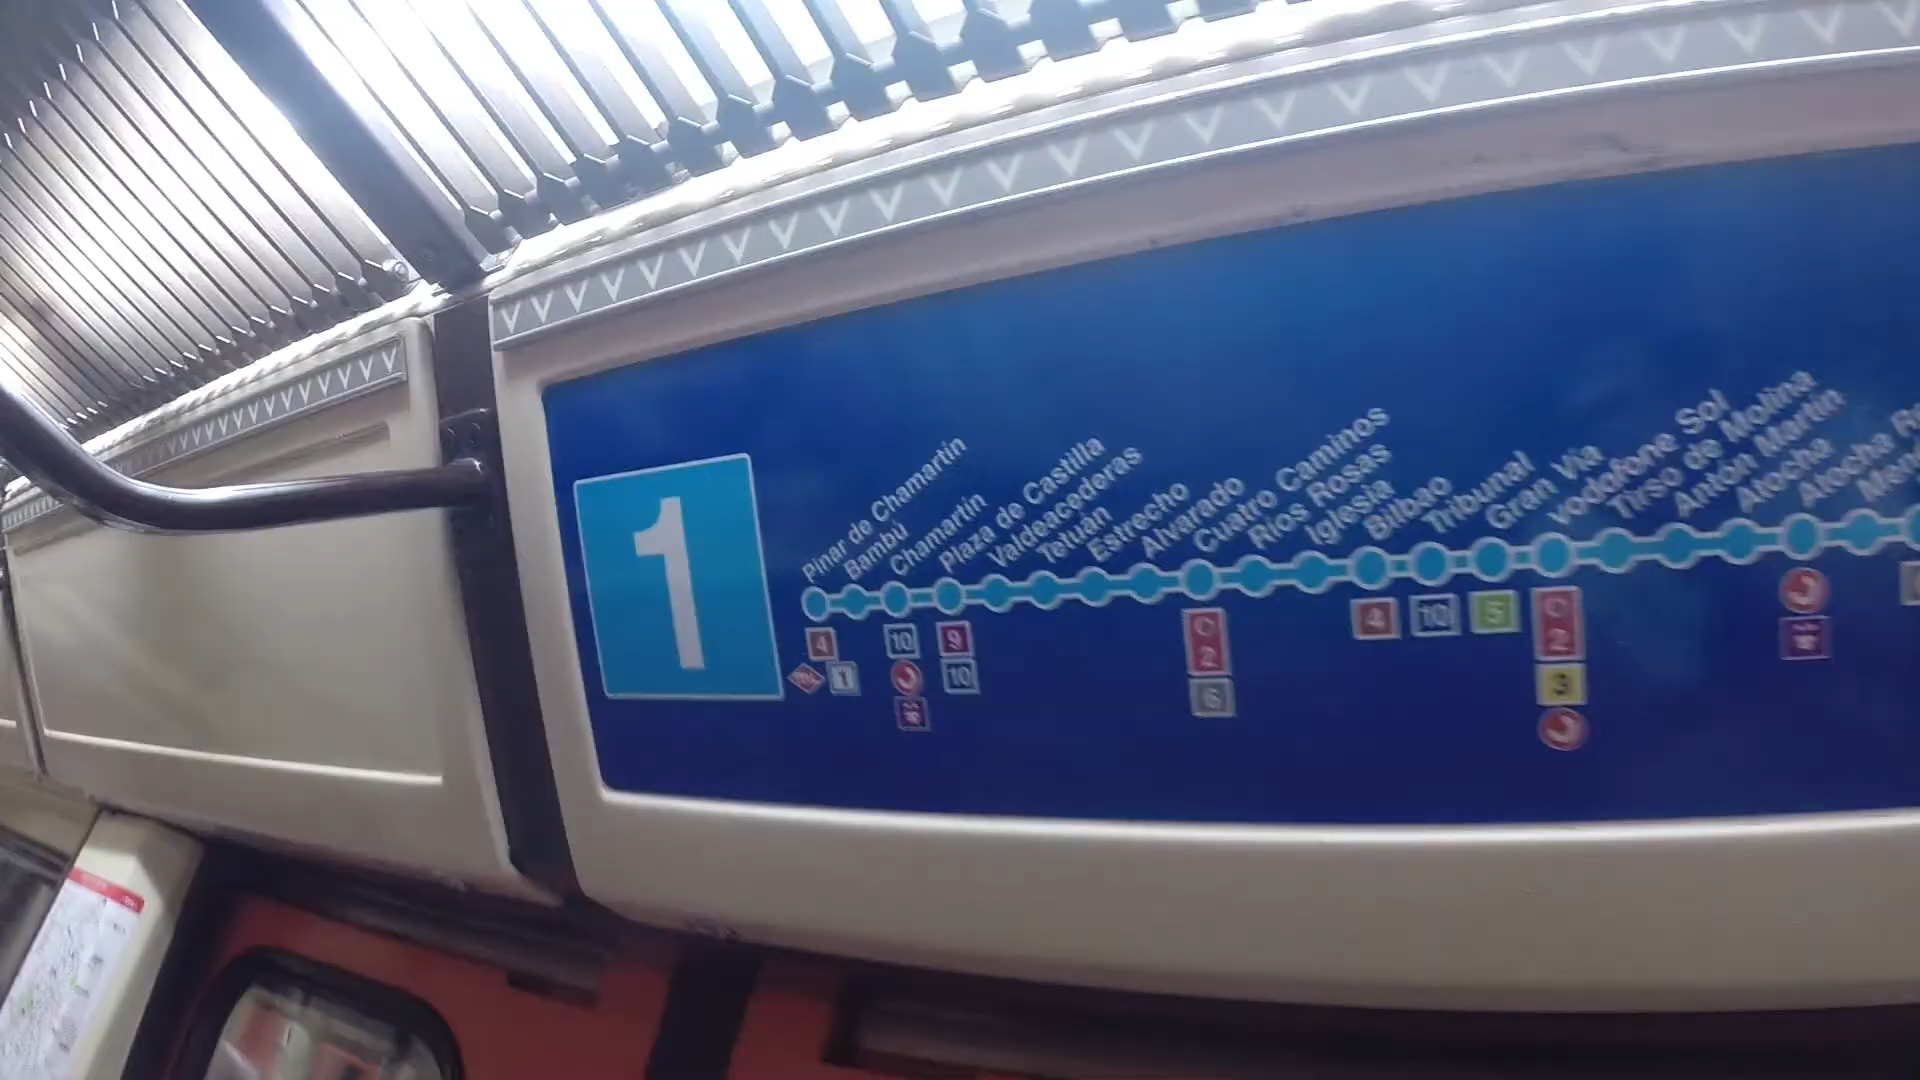 1
Pinar de Chamartín
Bambú
Chamartín
Plaza de Castilla
Valdeacederas
Tetuán
Estrecho
Alvarado
Cuatro Caminos
Ríos Rosas
Iglesia
Bilbao
Tribunal
Gran Vía
vodofone Sol
Tirso de Molina
Antón Martín
Atocha
Atocha
4
1
10
9
10
2
6
4
10
5
2
3